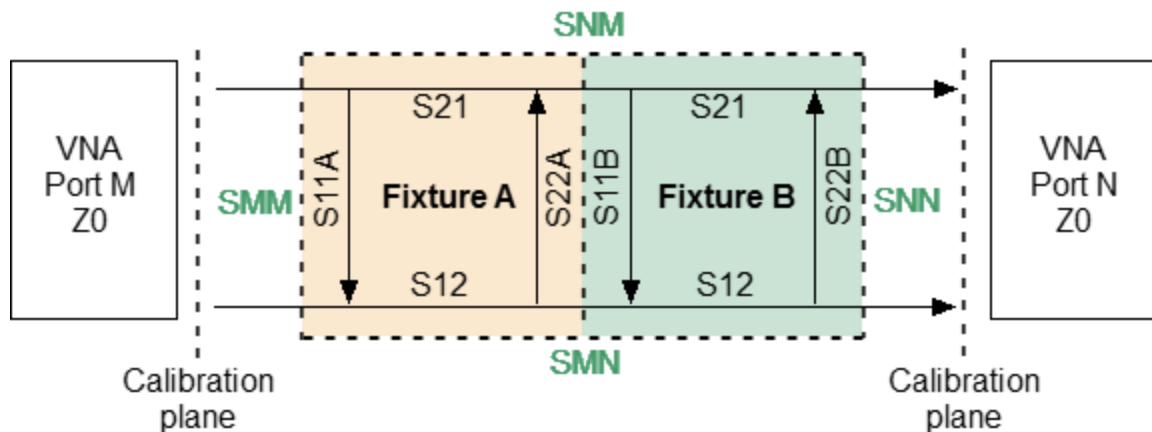 SNM
VNA
Port M
Z0
SMM
S11A
S21
Fixture A
S22A
S12
S11B
S21
Fixture B
S22B
S12
SNN
VNA
Port N
Z0
SMN
Calibration
plane
Calibration
plane